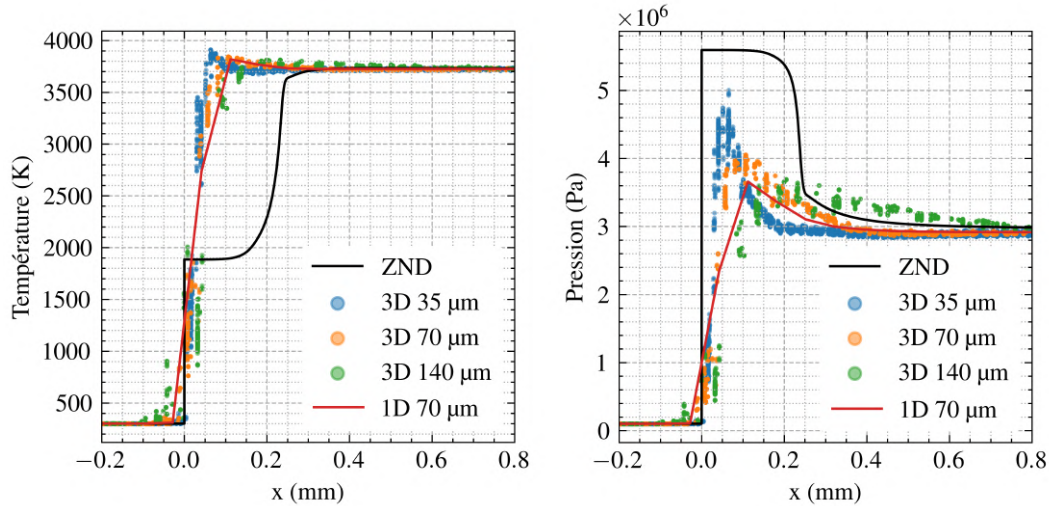 4000
3500
3000
2500
2000
1500
1000
500
Température (K)
−0.2
0.0
0.2
0.4
0.6
0.8
x (mm)
ZND
3D 35 μm
3D 70 μm
3D 140 μm
1D 70 μm
×10⁶
5
4
3
2
1
0
Pression (Pa)
−0.2
0.0
0.2
0.4
0.6
0.8
x (mm)
ZND
3D 35 μm
3D 70 μm
3D 140 μm
1D 70 μm